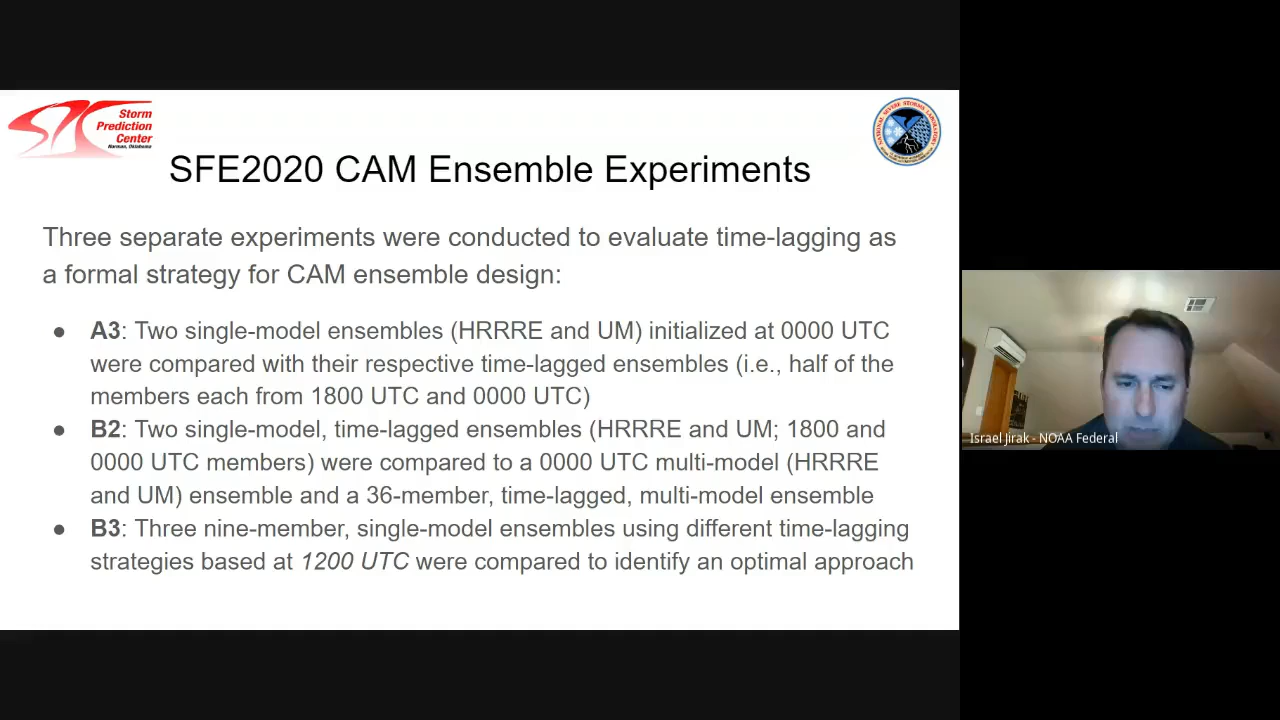 Storm
Prediction
Center
Norman, Oklahoma
NATIONAL SEVERE STORMS LABORATORY
SFE2020 CAM Ensemble Experiments
Three separate experiments were conducted to evaluate time-lagging as
a formal strategy for CAM ensemble design:
● A3: Two single-model ensembles (HRRRE and UM) initialized at 0000 UTC
were compared with their respective time-lagged ensembles (i.e., half of the
members each from 1800 UTC and 0000 UTC)
● B2: Two single-model, time-lagged ensembles (HRRRE and UM; 1800 and
0000 UTC members) were compared to a 0000 UTC multi-model (HRRRE
and UM) ensemble and a 36-member, time-lagged, multi-model ensemble
● B3: Three nine-member, single-model ensembles using different time-lagging
strategies based at 1200 UTC were compared to identify an optimal approach
Israel Jirak - NOAA Federal